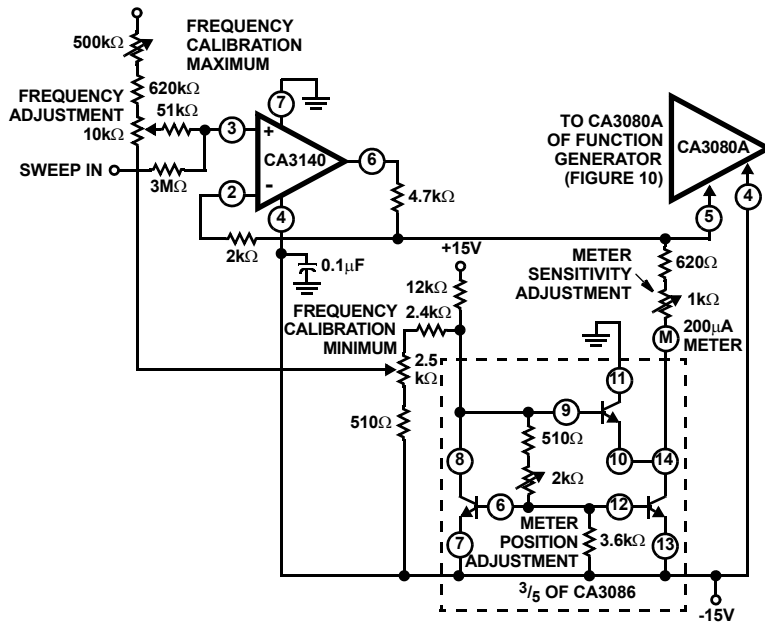 500kΩ
FREQUENCY
CALIBRATION
MAXIMUM
620kΩ
FREQUENCY
ADJUSTMENT
10kΩ
51kΩ
SWEEP IN
3MΩ
7
3
+
CA3140
6
2
-
4
4.7kΩ
2kΩ
0.1µF
TO CA3080A
OF FUNCTION
GENERATOR
(FIGURE 10)
CA3080A
4
5
+15V
12kΩ
2.4kΩ
FREQUENCY
CALIBRATION
MINIMUM
2.5
kΩ
510Ω
METER
SENSITIVITY
ADJUSTMENT
620Ω
1kΩ
M
200µA
METER
11
9
510Ω
10
14
8
2kΩ
6
12
7
METER
POSITION
ADJUSTMENT
3.6kΩ
13
3/5 OF CA3086
-15V